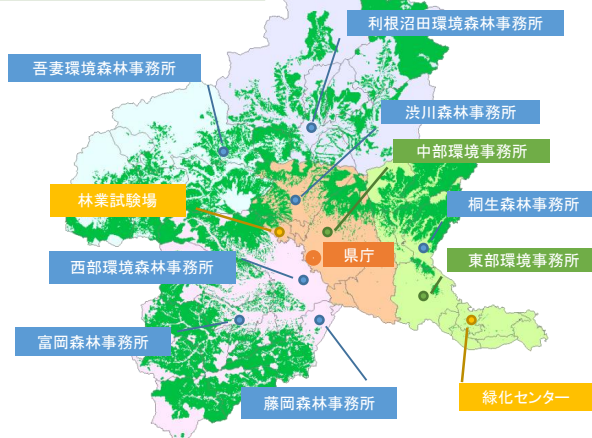 利根沼田環境森林事務所
吾妻環境森林事務所
渋川森林事務所
中部環境事務所
林業試験場
桐生森林事務所
県庁
西部環境森林事務所
東部環境事務所
富岡森林事務所
藤岡森林事務所
緑化センター